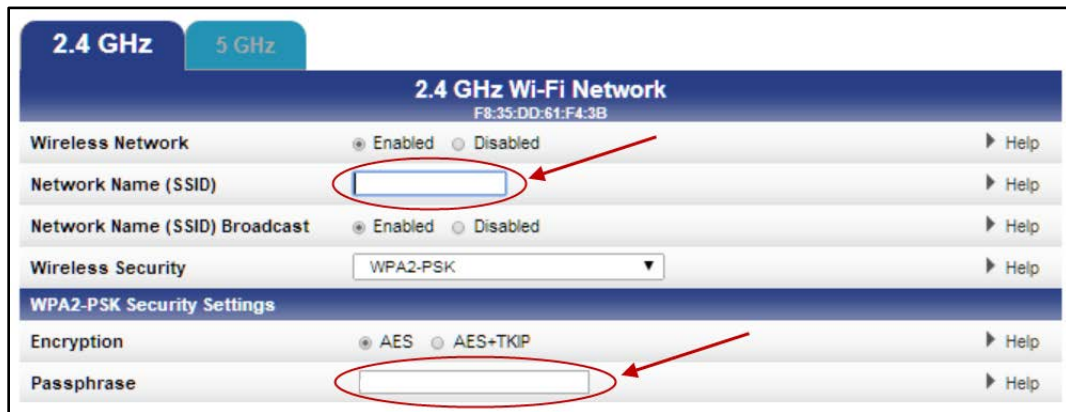 2.4 GHz 5 GHz
2.4 GHz Wi-Fi Network
F8:35:DD:61:F4:3B
Wireless Network Enabled Disabled Help
Network Name (SSID) Help
Network Name (SSID) Broadcast Enabled Disabled Help
Wireless Security WPA2-PSK Help
WPA2-PSK Security Settings
Encryption AES AES+TKIP Help
Passphrase Help